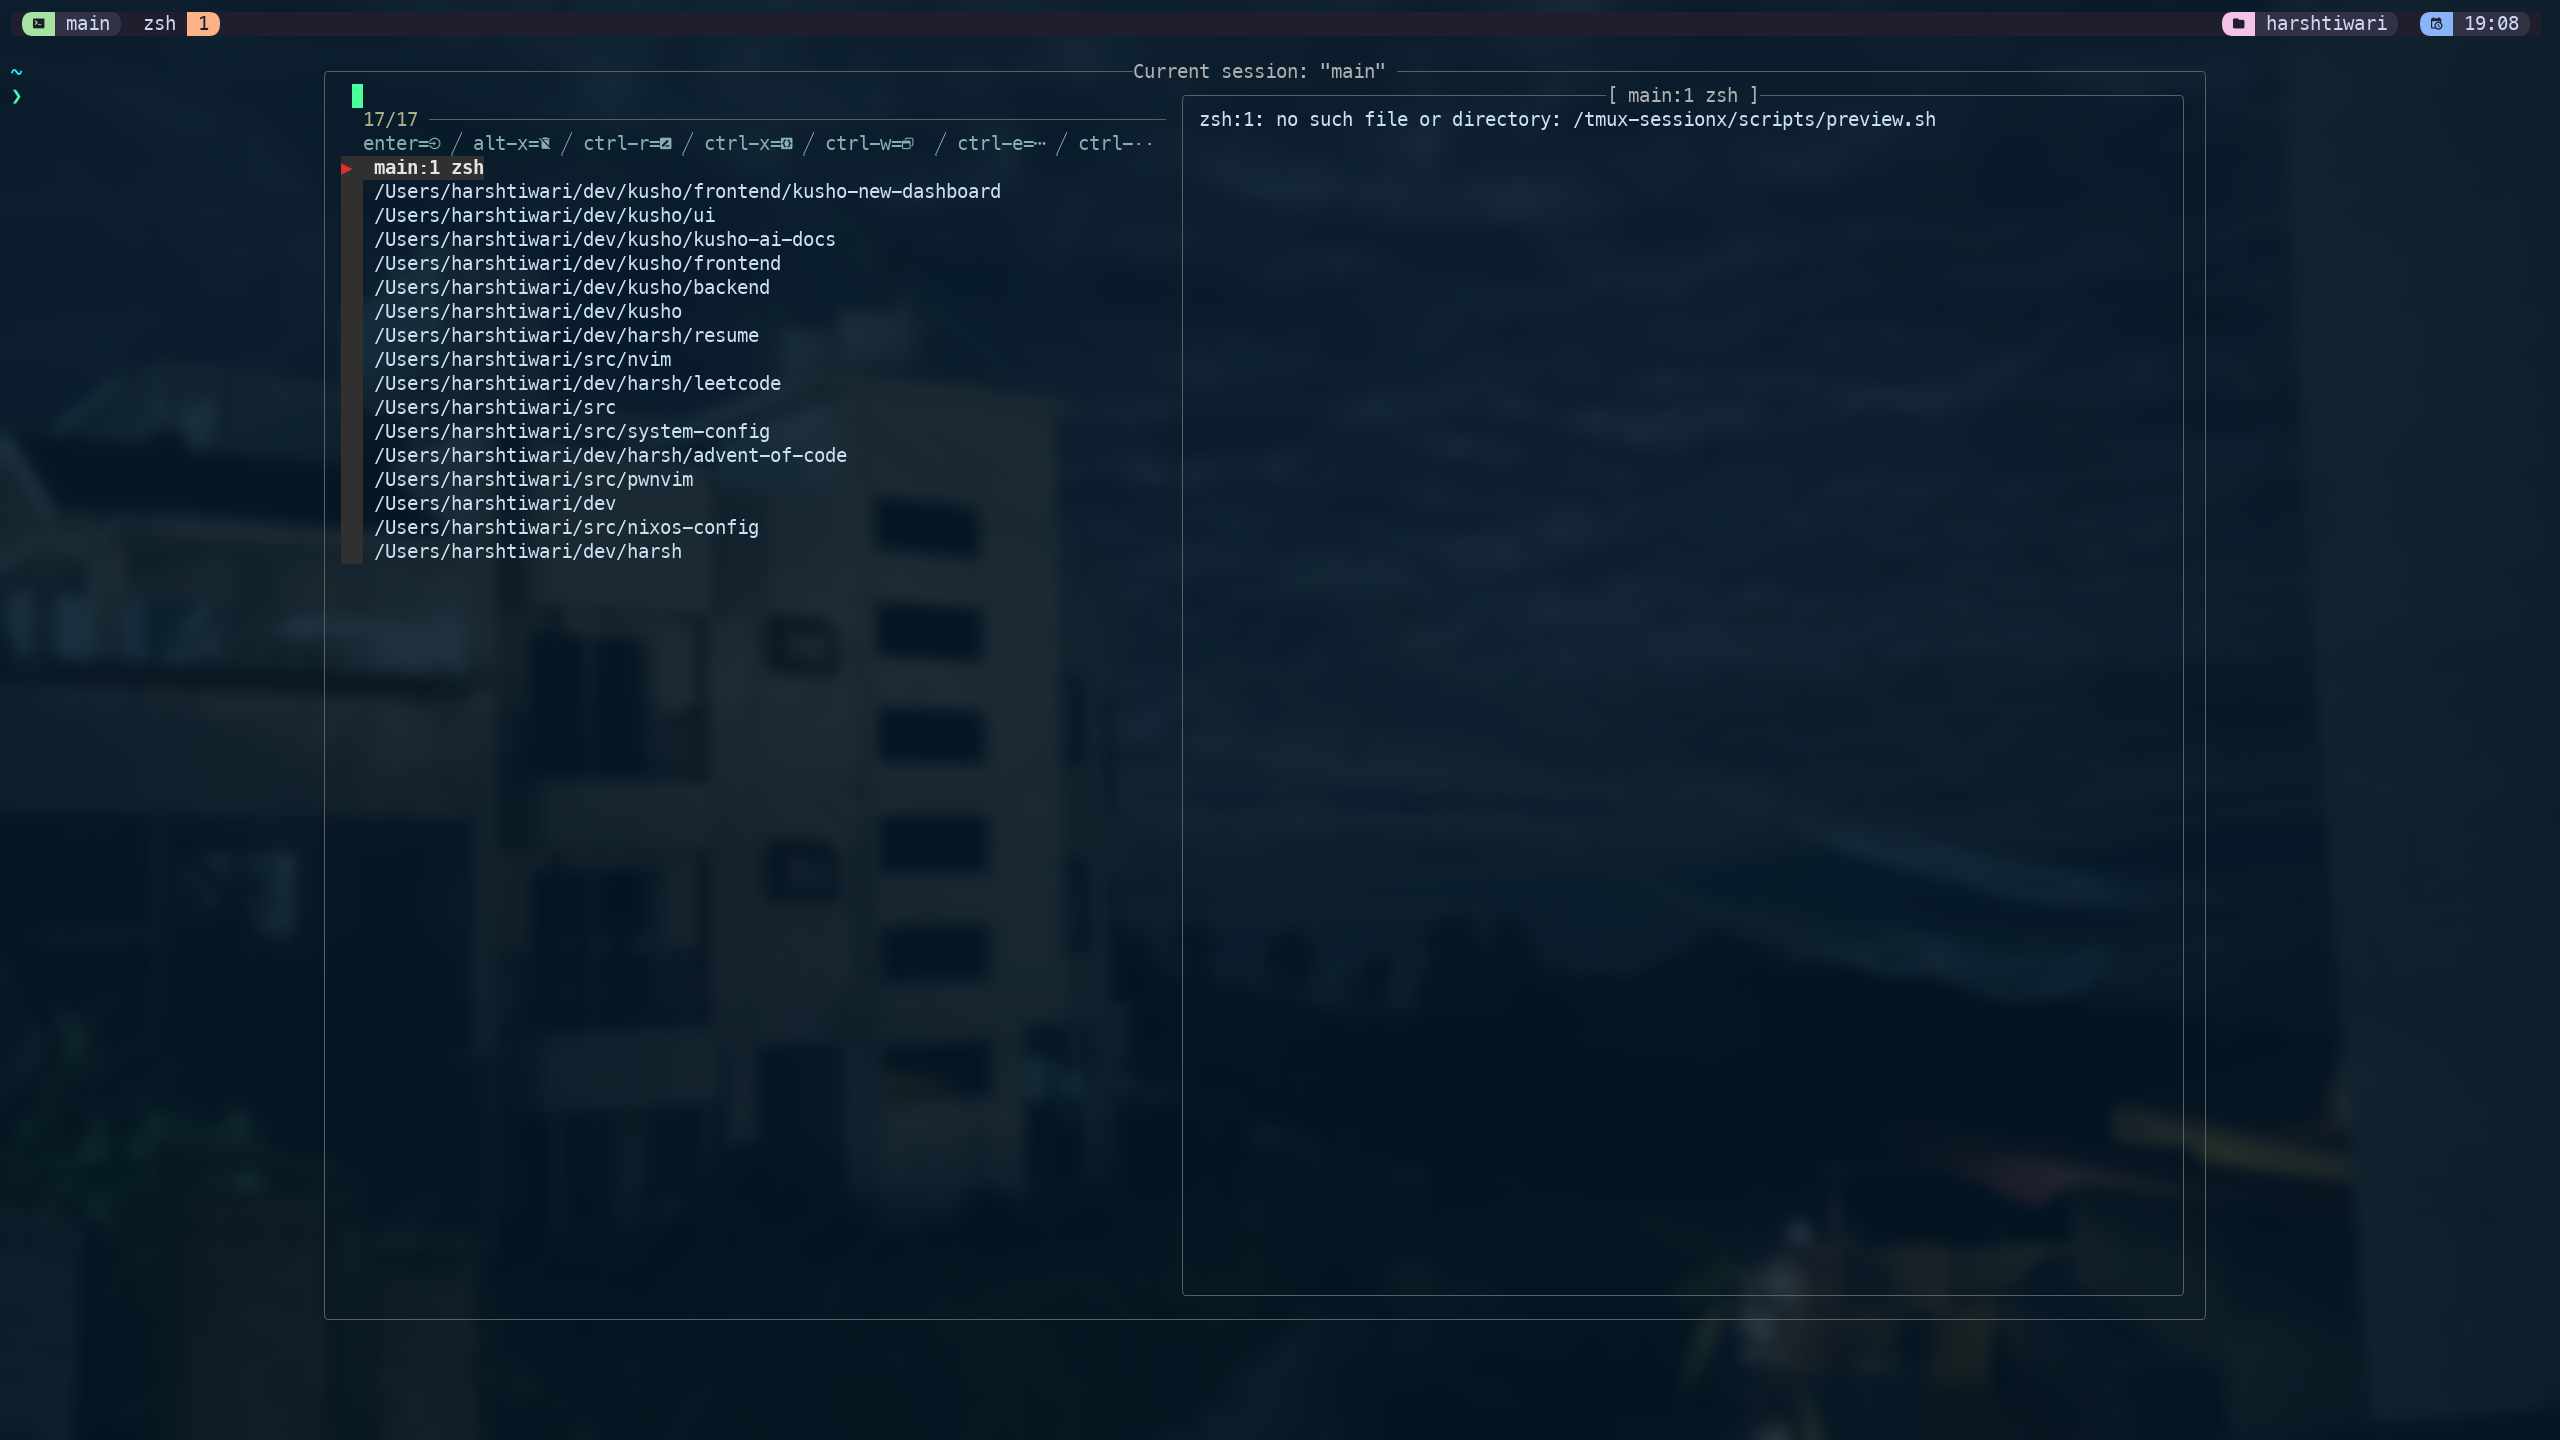 main zsh 1 harshtiwari 19:08
~
❯
Current session: "main"
[ main:1 zsh ]
17/17
zsh:1: no such file or directory: /tmux-sessionx/scripts/preview.sh
enter= / alt-x= / ctrl-r= / ctrl-x= / ctrl-w= / ctrl-e= / ctrl-··
main:1 zsh
/Users/harshtiwari/dev/kusho/frontend/kusho-new-dashboard
/Users/harshtiwari/dev/kusho/ui
/Users/harshtiwari/dev/kusho/kusho-ai-docs
/Users/harshtiwari/dev/kusho/frontend
/Users/harshtiwari/dev/kusho/backend
/Users/harshtiwari/dev/kusho
/Users/harshtiwari/dev/harsh/resume
/Users/harshtiwari/src/nvim
/Users/harshtiwari/dev/harsh/leetcode
/Users/harshtiwari/src
/Users/harshtiwari/src/system-config
/Users/harshtiwari/dev/harsh/advent-of-code
/Users/harshtiwari/src/pwnvim
/Users/harshtiwari/dev
/Users/harshtiwari/src/nixos-config
/Users/harshtiwari/dev/harsh